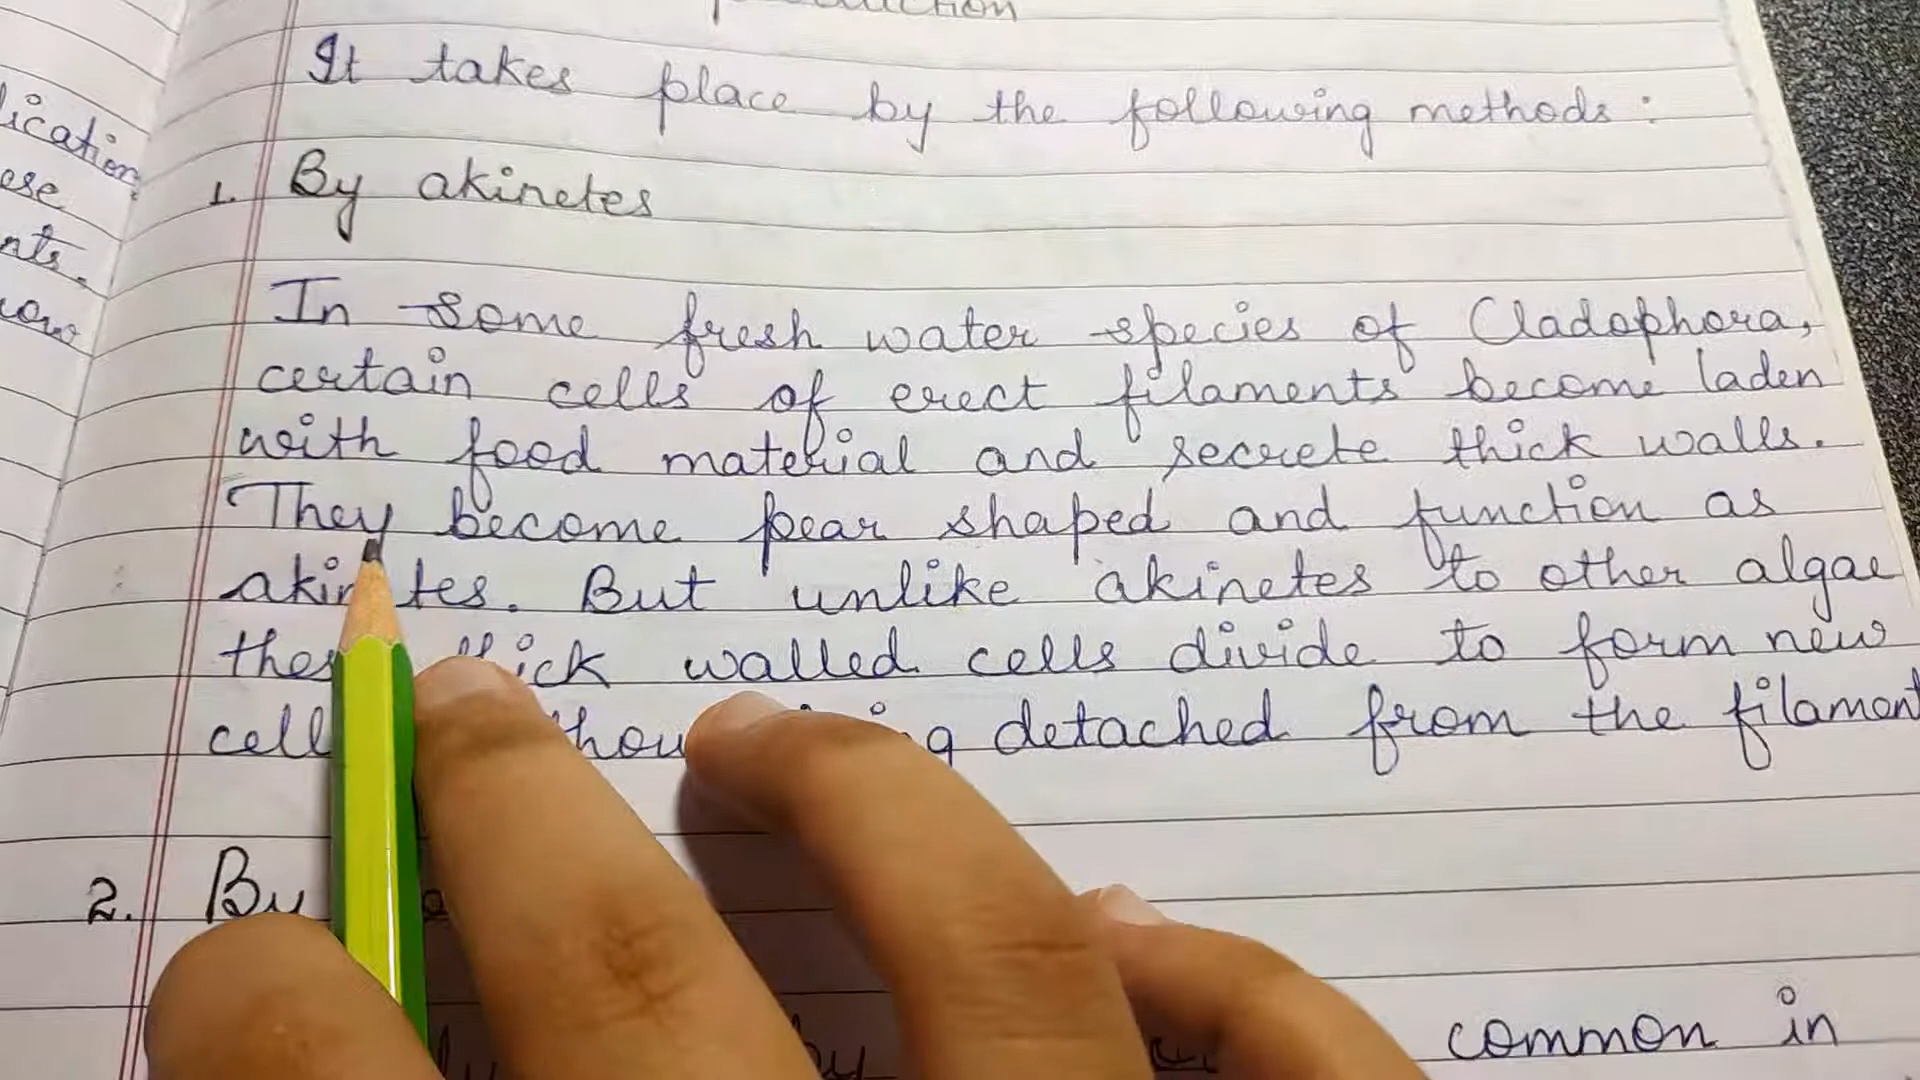 It takes place by the following methods :
1. By akinetes
In some fresh water species of Cladophora,
certain cells of erect filaments become laden
with food material and secrete thick walls.
They become pear shaped and function as
akinetes. But unlike akinetes to other algae
walled cells divide to form new
detached from the filament
2. By
common in